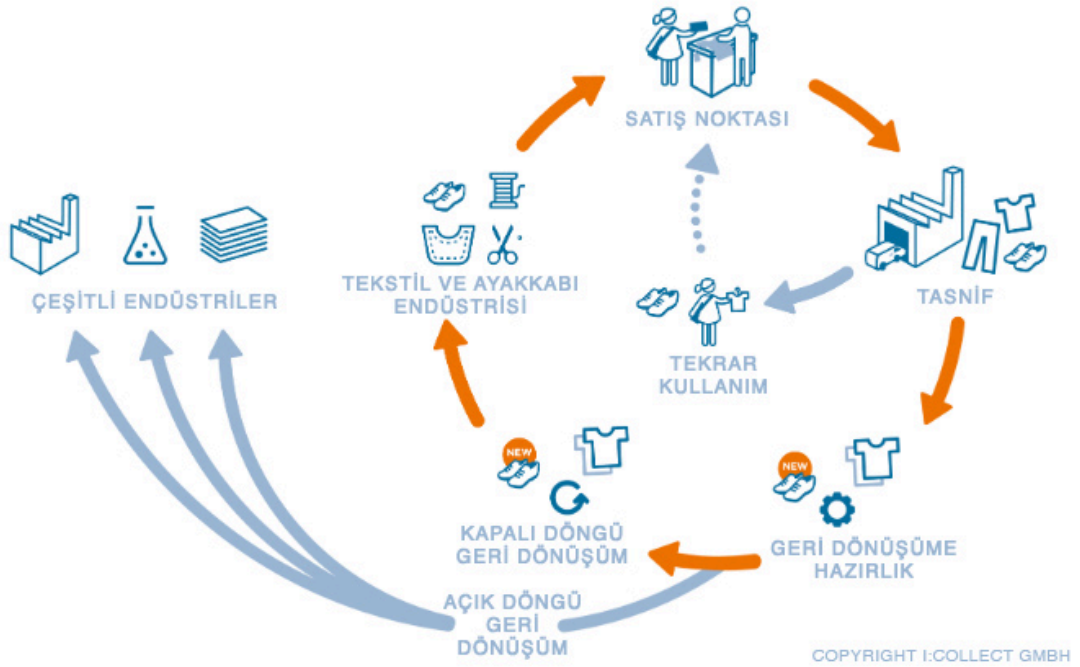 SATIŞ NOKTASI
TEKSTİL VE AYAKKABI
ENDÜSTRİSİ
ÇEŞİTLİ ENDÜSTRİLER
TASNİF
TEKRAR
KULLANIM
NEW
KAPALI DÖNGÜ
GERİ DÖNÜŞÜM
NEW
GERİ DÖNÜŞÜME
HAZIRLIK
AÇIK DÖNGÜ
GERİ
DÖNÜŞÜM
COPYRIGHT I:COLLECT GMBH